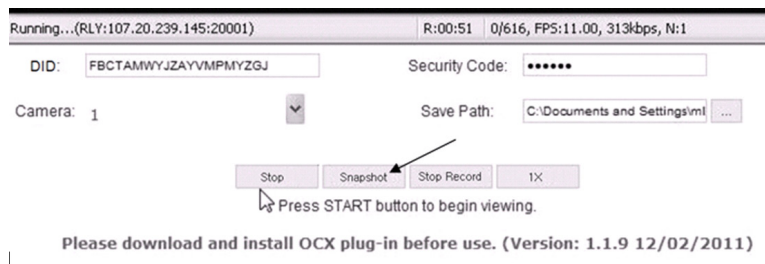 Running...(RLY:107.20.239.145:20001) R:00:51 0/616, FPS:11.00, 313kbps, N:1
DID: FBCTAMWYJZAYVMPMYZGJ Security Code: ••••••
Camera: 1 Save Path: C:\Documents and Settings\ml ...
Stop Snapshot Stop Record 1X
Press START button to begin viewing.
Please download and install OCX plug-in before use. (Version: 1.1.9 12/02/2011)